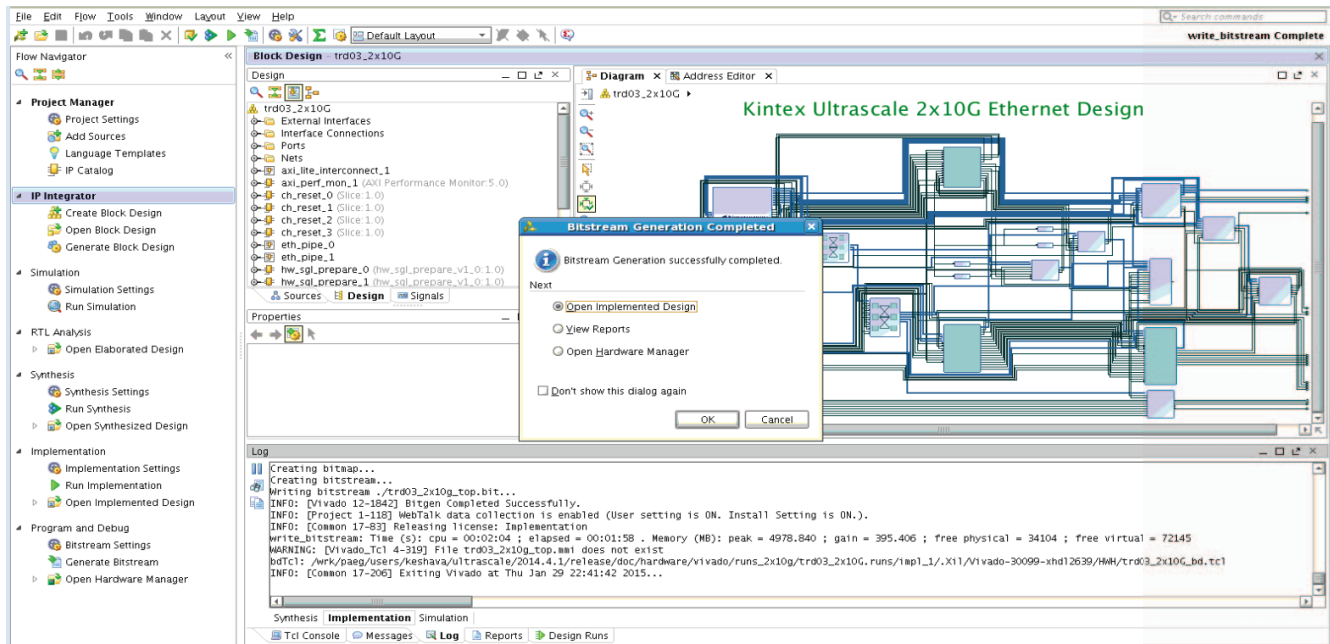 File Edit Flow Tools Window Layout View Help
Search commands
Default Layout
write_bitstream Complete
Flow Navigator
Project Manager
Project Settings
Add Sources
Language Templates
IP Catalog
IP Integrator
Create Block Design
Open Block Design
Generate Block Design
Simulation
Simulation Settings
Run Simulation
RTL Analysis
Open Elaborated Design
Synthesis
Synthesis Settings
Run Synthesis
Open Synthesized Design
Implementation
Implementation Settings
Run Implementation
Open Implemented Design
Program and Debug
Bitstream Settings
Generate Bitstream
Open Hardware Manager
Block Design - trd03_2x10G
Design
trd03_2x10G
External Interfaces
Interface Connections
Ports
Nets
axi_lite_interconnect_1
axi_perf_mon_1 (AXI Performance Monitor:5.0)
ch_reset_0 (Slice:1.0)
ch_reset_1 (Slice:1.0)
ch_reset_2 (Slice:1.0)
ch_reset_3 (Slice:1.0)
eth_pipe_0
eth_pipe_1
hw_sgl_prepare_0 (hw_sgl_prepare_v1_0:1.0)
hw_sgl_prepare_1 (hw_sgl_prepare_v1_0:1.0)
Sources Design Signals
Properties
Diagram Address Editor
trd03_2x10G
Kintex Ultrascale 2x10G Ethernet Design
Bitstream Generation Completed
Bitstream Generation successfully completed.
Next
Open Implemented Design
View Reports
Open Hardware Manager
Don't show this dialog again
OK Cancel
Log
Creating bitmap...
Creating bitstream...
Writing bitstream ./trd03_2x10g_top.bit...
INFO: [Vivado 12-1842] Bitgen Completed Successfully.
INFO: [Project 1-118] WebTalk data collection is enabled (User setting is ON. Install Setting is ON.).
INFO: [Common 17-83] Releasing license: Implementation
write_bitstream: Time (s): cpu = 00:02:04 ; elapsed = 00:01:58 . Memory (MB): peak = 4978.840 ; gain = 395.406 ; free physical = 34104 ; free virtual = 72145
WARNING: [Vivado_Tcl 4-319] File trd03_2x10g_top.mmi does not exist
bdTcl: /wrk/paeg/users/keshava/ultrascale/2014.4.1/release/doc/hardware/vivado/runs_2x10g/trd03_2x10G.runs/impl_1/.Xil/Vivado-30099-xhdl2639/HWH/trd03_2x10G_bd.tcl
INFO: [Common 17-206] Exiting Vivado at Thu Jan 29 22:41:42 2015...
Synthesis Implementation Simulation
Tcl Console Messages Log Reports Design Runs